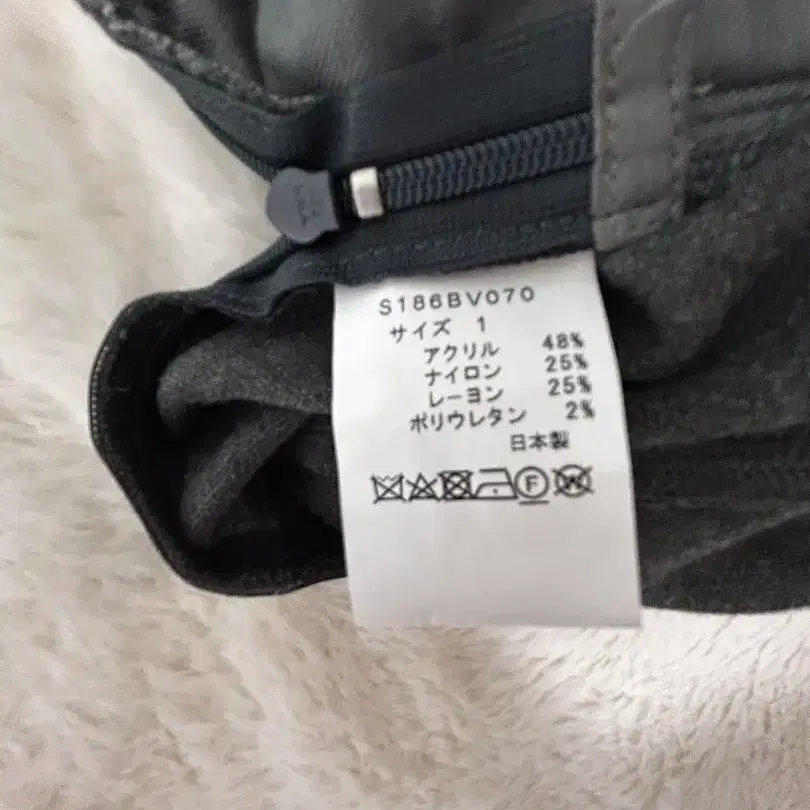 S186BV070
サイズ 1
アクリル 48%
ナイロン 25%
レーヨン 25%
ポリウレタン 2%
日本製
F W